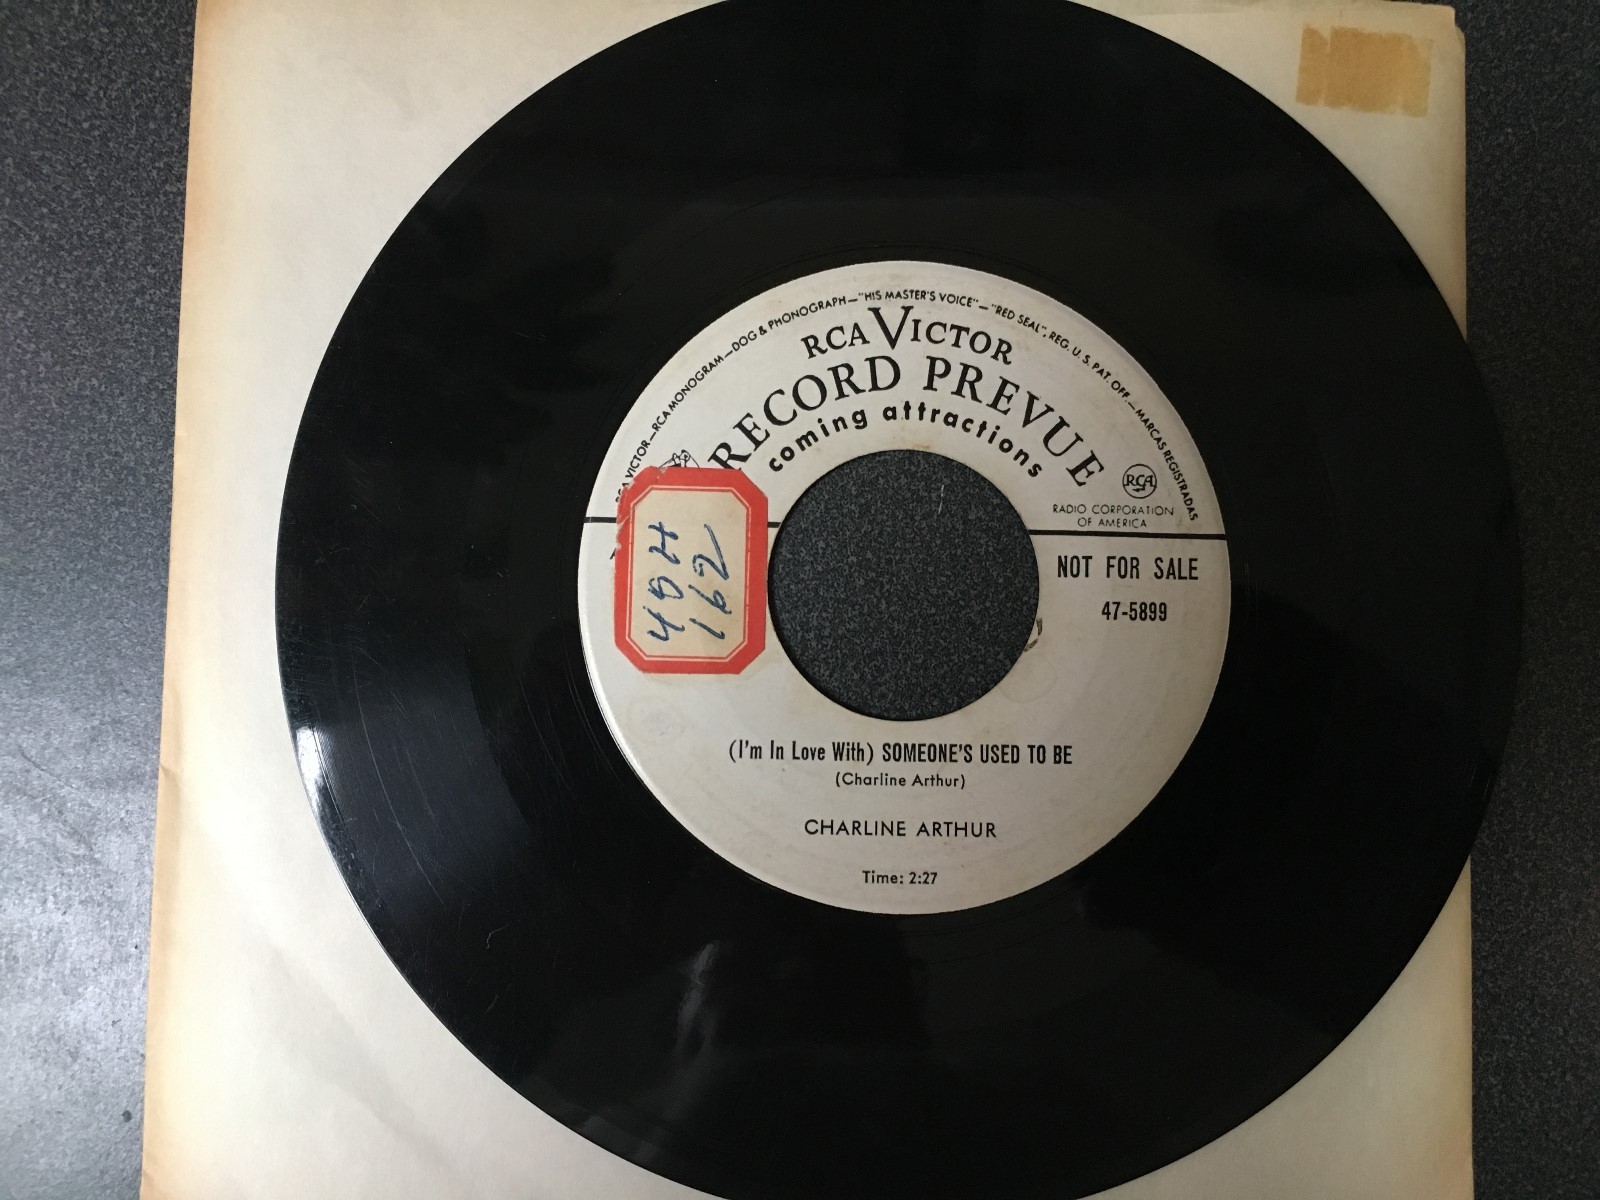 RCA VICTOR—RCA MONOGRAM—DOG & PHONOGRAPH—"HIS MASTER'S VOICE"—"RED SEAL", REG. U. S. PAT. OFF.—MARCAS REGISTRADAS
RCA VICTOR
RECORD PREVUE
coming attractions
RCA
RADIO CORPORATION
OF AMERICA
NOT FOR SALE
47-5899
162
(I'm In Love With) SOMEONE'S USED TO BE
(Charline Arthur)
CHARLINE ARTHUR
Time: 2:27